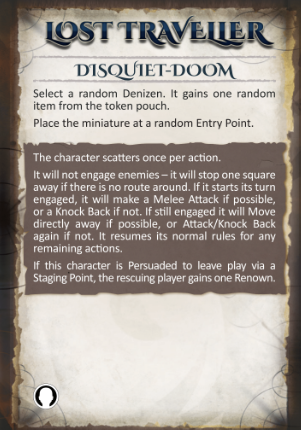 LOST TRAVELLER
DISQUIET-DOOM
Select a random Denizen. It gains one random
item from the token pouch.
Place the miniature at a random Entry Point.
The character scatters once per action.
It will not engage enemies – it will stop one square
away if there is no route around. If it starts its turn
engaged, it will make a Melee Attack if possible,
or a Knock Back if not. If still engaged it will Move
directly away if possible, or Attack/Knock Back
again if not. It resumes its normal rules for any
remaining actions.
If this character is Persuaded to leave play via a
Staging Point, the rescuing player gains one Renown.